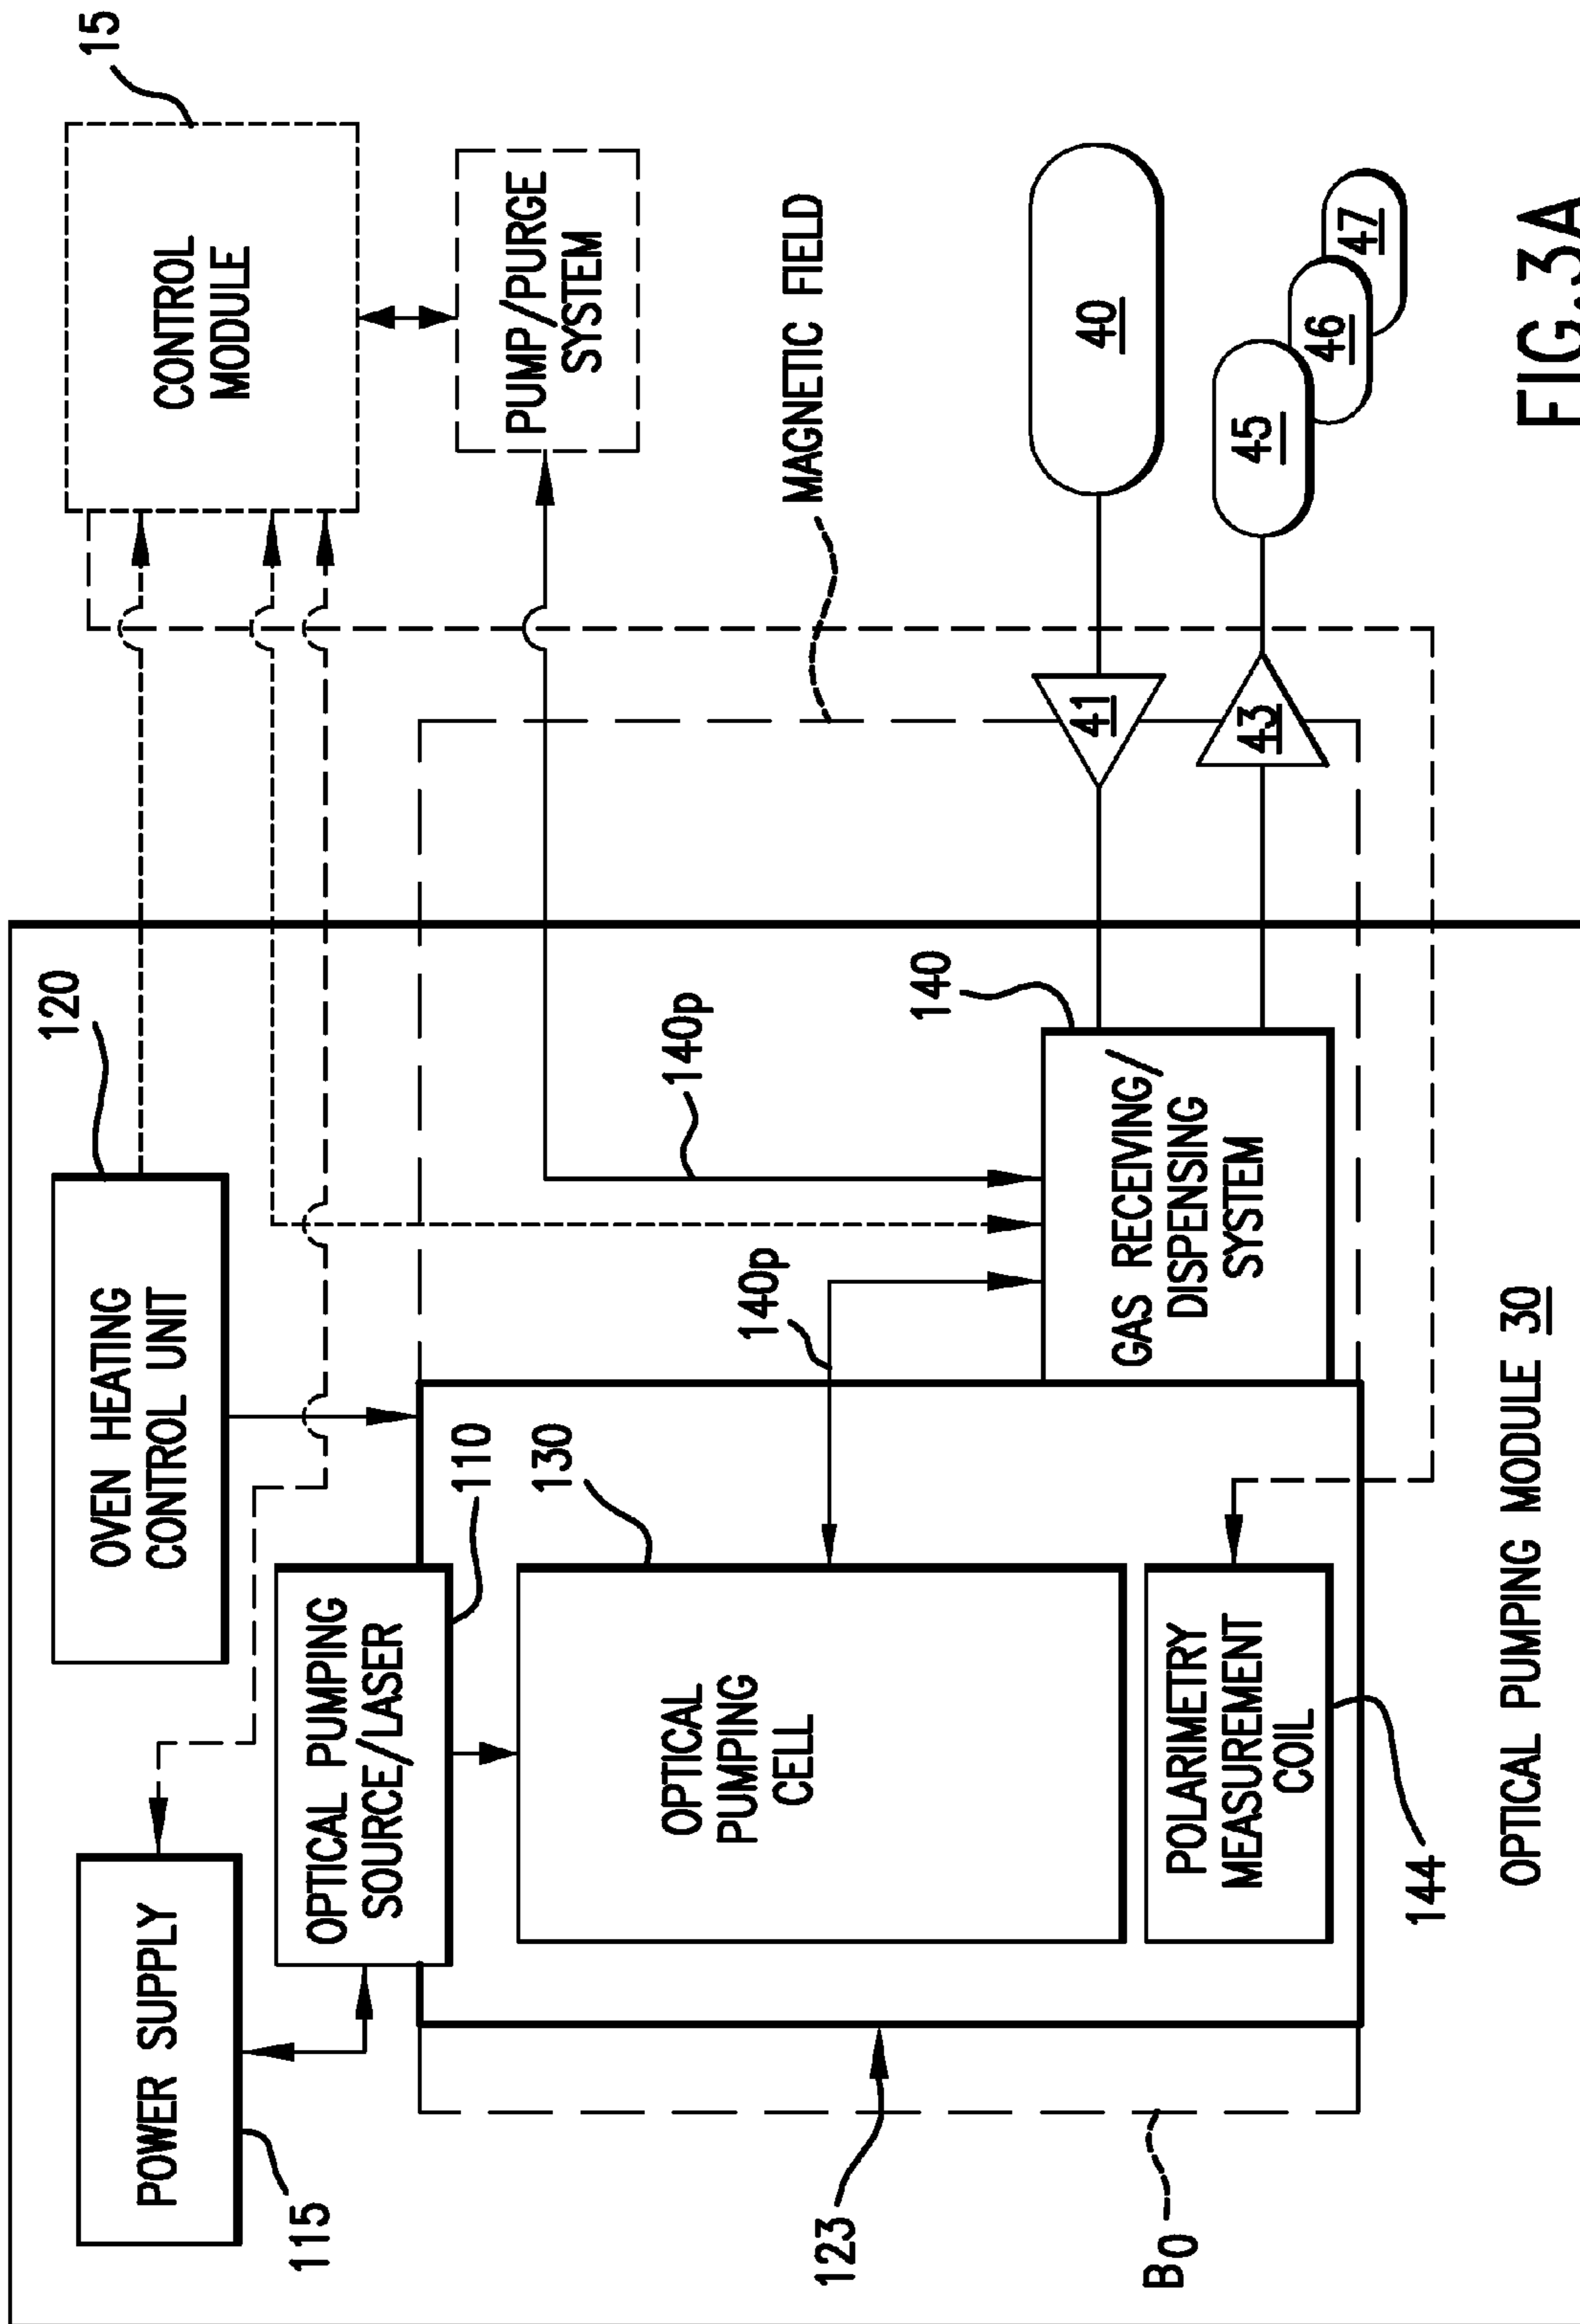 15
CONTROL
MODULE
PUMP/PURGE
SYSTEM
MAGNETIC FIELD
120
OVEN HEATING
CONTROL UNIT
POWER SUPPLY
115
OPTICAL PUMPING
SOURCE/LASER
110
130
OPTICAL
PUMPING
CELL
140p
140p
140
GAS RECEIVING/
DISPENSING
SYSTEM
POLARIMETRY
MEASUREMENT
COIL
144
123
B0
40
41
43
45
46
47
OPTICAL PUMPING MODULE 30
FIG.3A